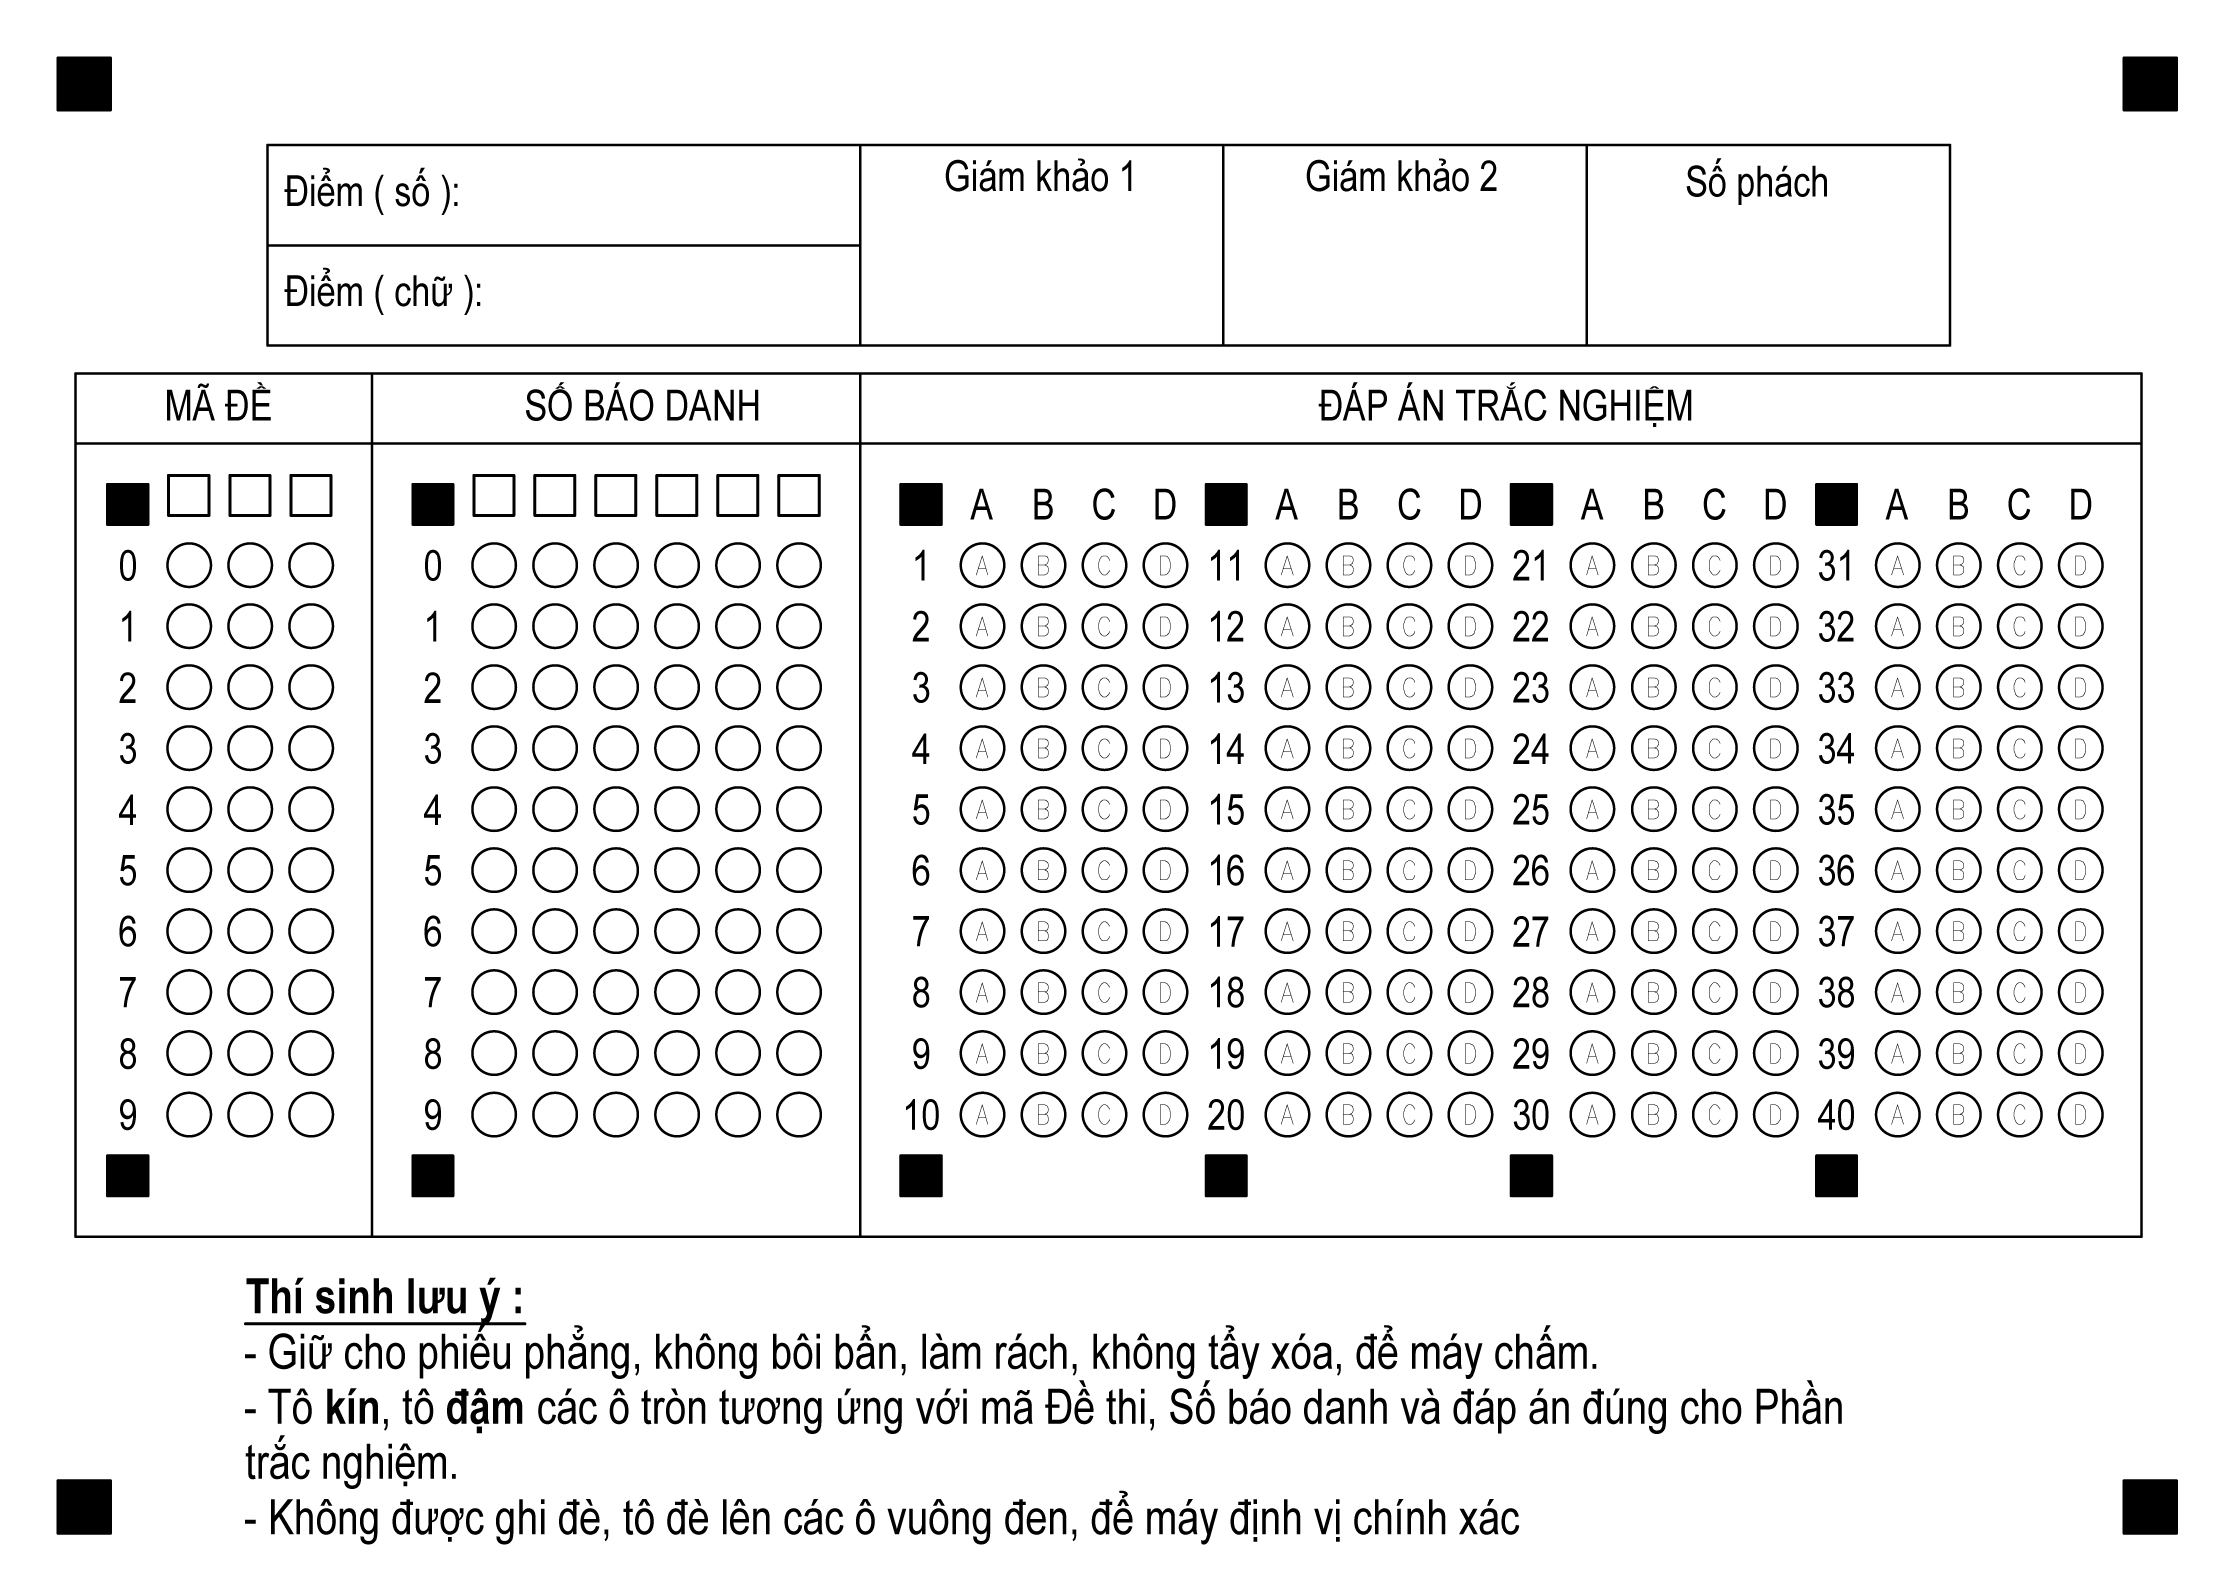 Điểm ( số ):
Giám khảo 1
Giám khảo 2
Số phách
Điểm ( chữ ):
MÃ ĐỀ
SỐ BÁO DANH
ĐÁP ÁN TRẮC NGHIỆM
A B C D A B C D A B C D A B C D
0 0 1 A B C D 11 A B C D 21 A B C D 31 A B C D
1 1 2 A B C D 12 A B C D 22 A B C D 32 A B C D
2 2 3 A B C D 13 A B C D 23 A B C D 33 A B C D
3 3 4 A B C D 14 A B C D 24 A B C D 34 A B C D
4 4 5 A B C D 15 A B C D 25 A B C D 35 A B C D
5 5 6 A B C D 16 A B C D 26 A B C D 36 A B C D
6 6 7 A B C D 17 A B C D 27 A B C D 37 A B C D
7 7 8 A B C D 18 A B C D 28 A B C D 38 A B C D
8 8 9 A B C D 19 A B C D 29 A B C D 39 A B C D
9 9 10 A B C D 20 A B C D 30 A B C D 40 A B C D
Thí sinh lưu ý :
- Giữ cho phiếu phẳng, không bôi bẩn, làm rách, không tẩy xóa, để máy chấm.
- Tô kín, tô đậm các ô tròn tương ứng với mã Đề thi, Số báo danh và đáp án đúng cho Phần
trắc nghiệm.
- Không được ghi đè, tô đè lên các ô vuông đen, để máy định vị chính xác